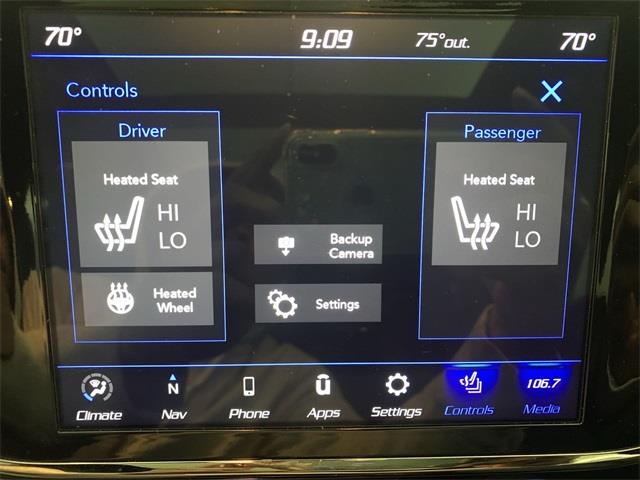 70° 9:09 75°out. 70°
Controls
Driver
Passenger
Heated Seat
HI
LO
Heated Seat
HI
LO
Backup
Camera
Heated
Wheel
Settings
N
106.7
Climate Nav Phone Apps Settings Controls Media